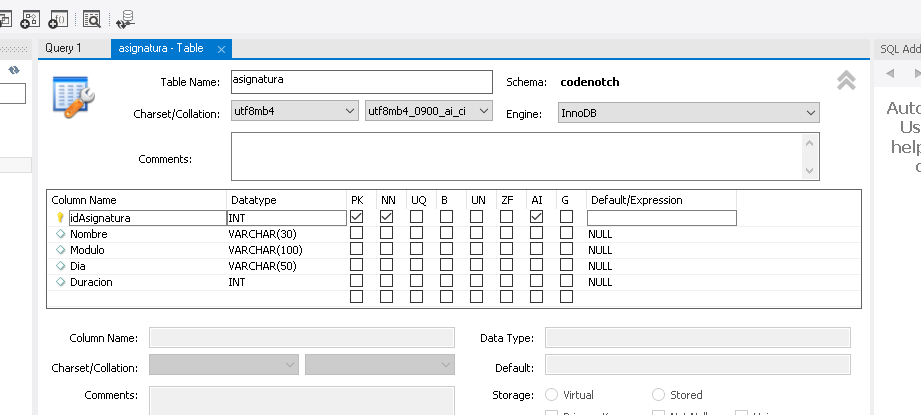 Query 1
asignatura - Table
SQL Add
Table Name:
asignatura
Schema:
codenotch
Charset/Collation:
utf8mb4
utf8mb4_0900_ai_ci
Engine:
InnoDB
Auto
Us
help
Comments:
Column Name
Datatype
PK
NN
UQ
B
UN
ZF
AI
G
Default/Expression
idAsignatura
INT
Nombre
VARCHAR(30)
NULL
Modulo
VARCHAR(100)
NULL
Dia
VARCHAR(50)
NULL
Duracion
INT
NULL
Column Name:
Data Type:
Charset/Collation:
Default:
Comments:
Storage:
Virtual
Stored